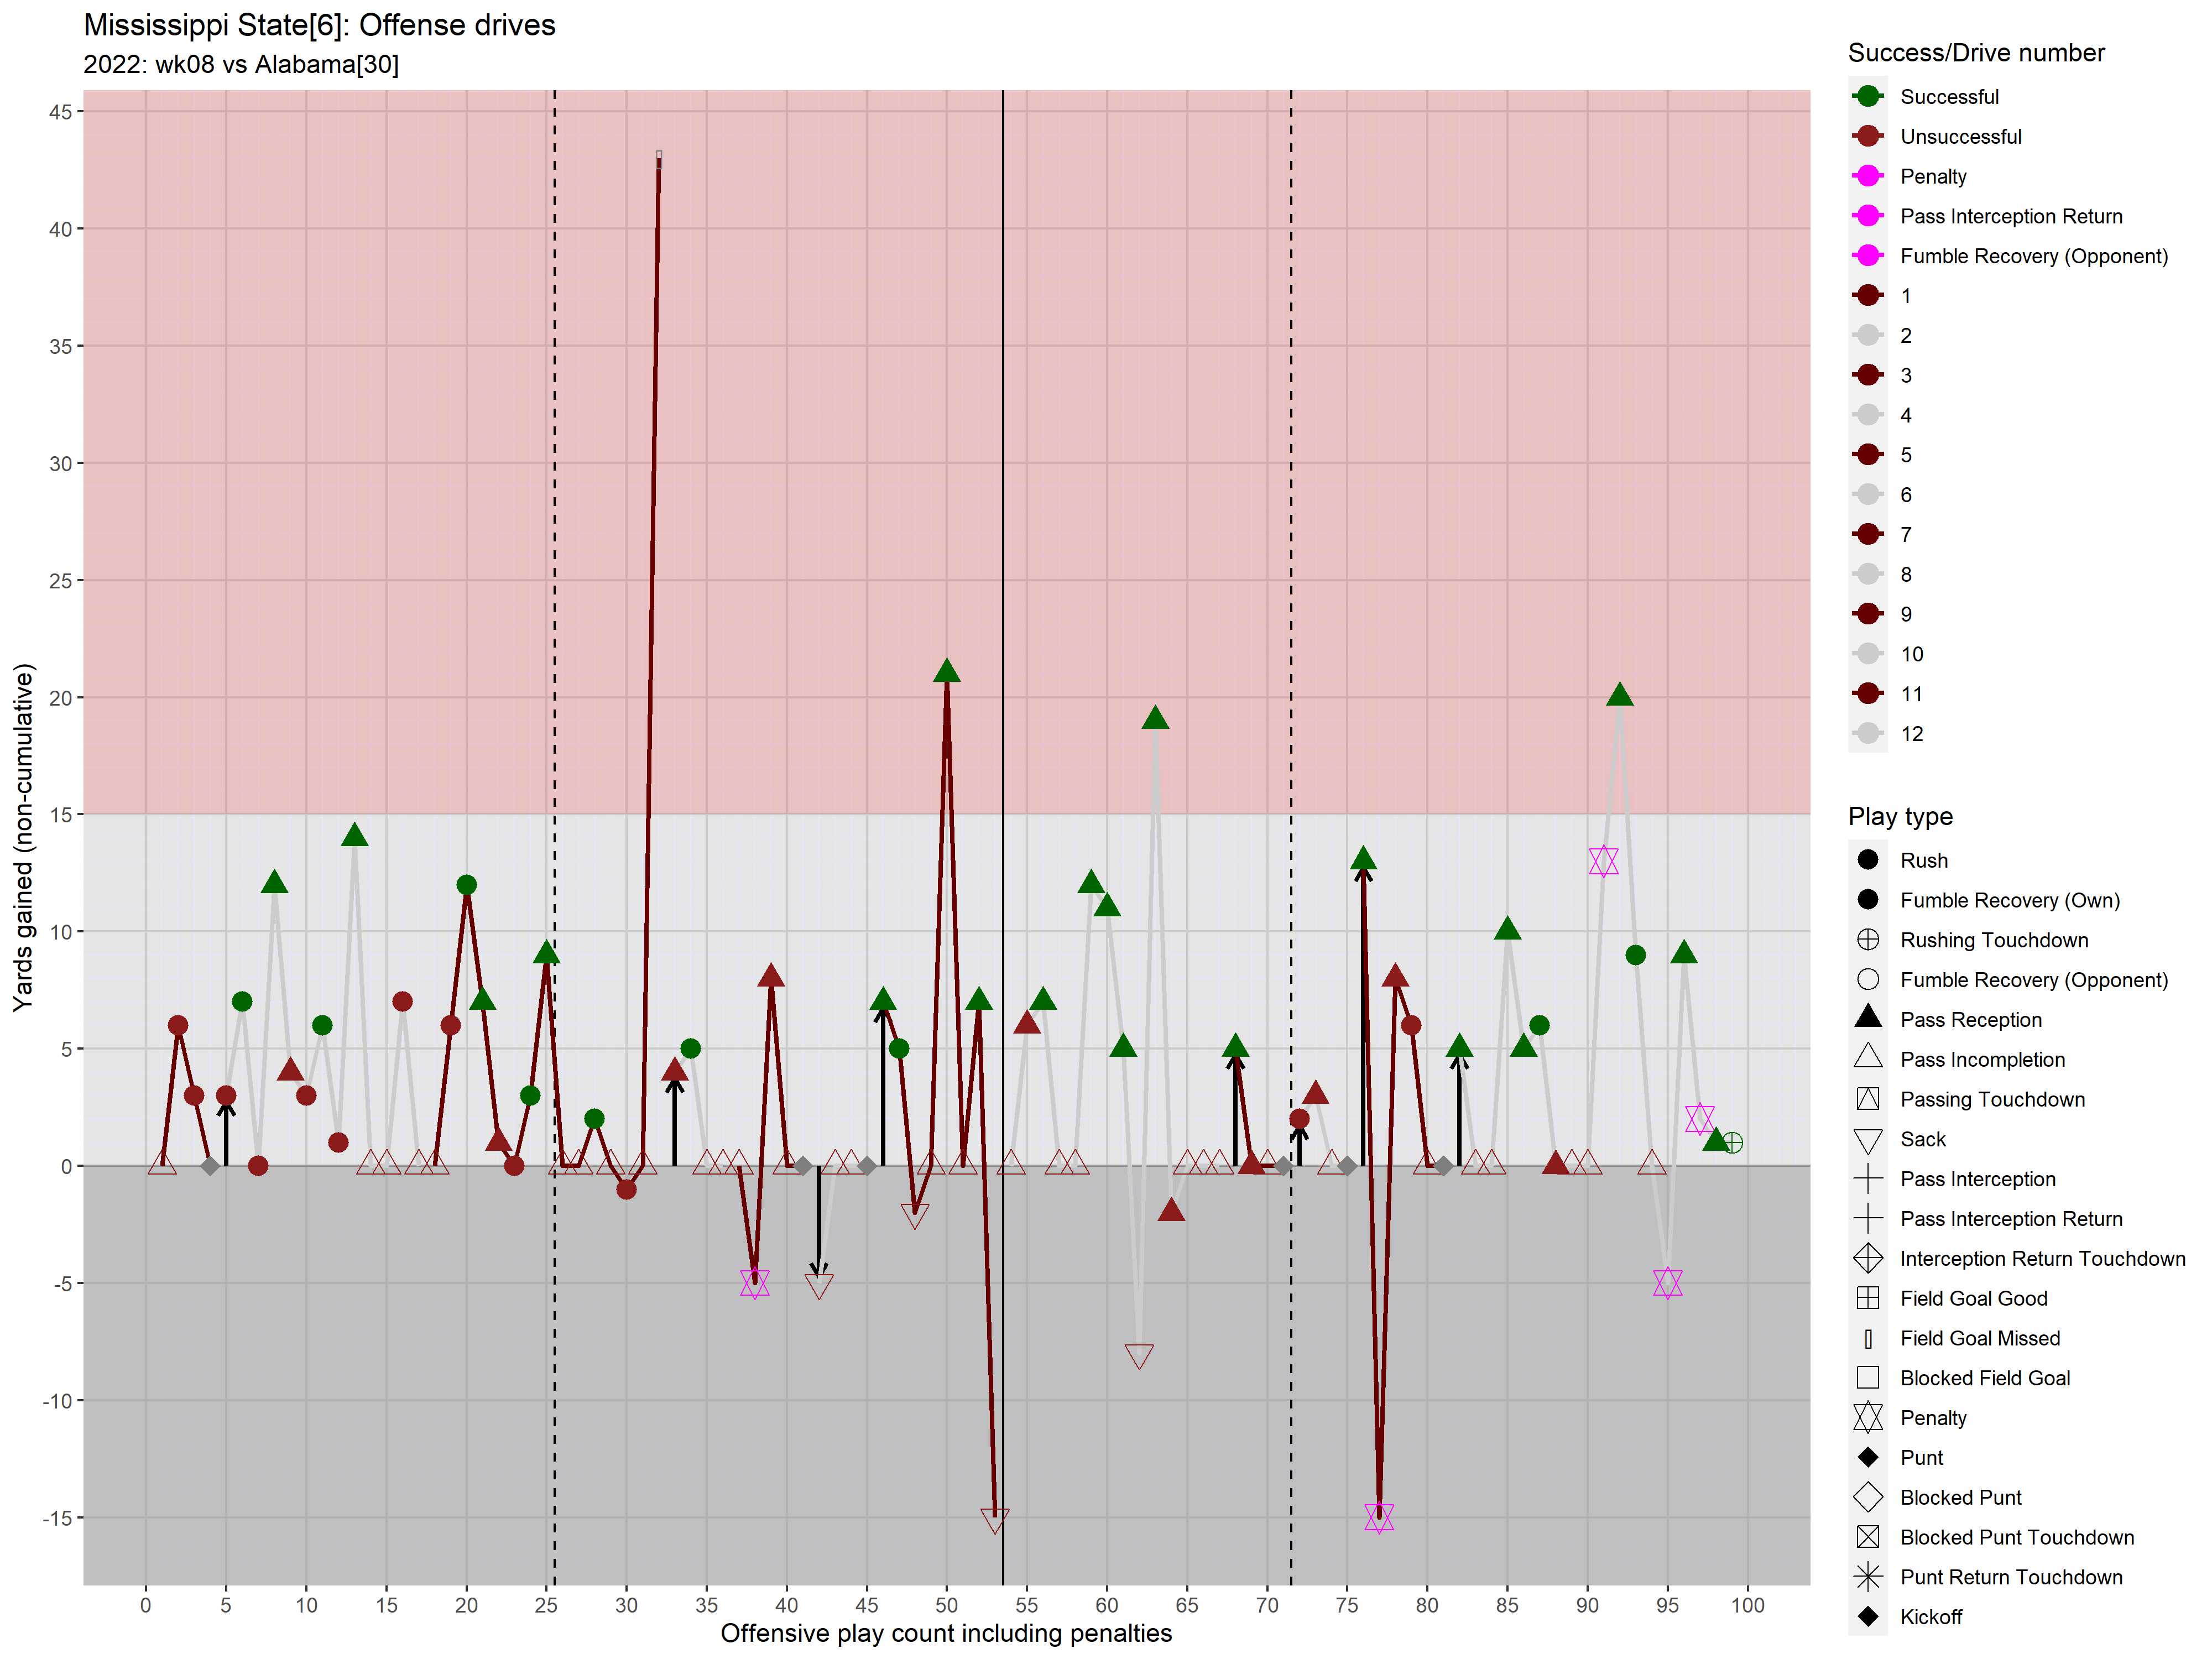 Mississippi State[6]: Offense drives
2022: wk08 vs Alabama[30]
Yards gained (non-cumulative)
45
40
35
30
25
20
15
10
5
0
-5
-10
-15
0 5 10 15 20 25 30 35 40 45 50 55 60 65 70 75 80 85 90 95 100
Offensive play count including penalties
Success/Drive number
Successful
Unsuccessful
Penalty
Pass Interception Return
Fumble Recovery (Opponent)
1
2
3
4
5
6
7
8
9
10
11
12
Play type
Rush
Fumble Recovery (Own)
Rushing Touchdown
Fumble Recovery (Opponent)
Pass Reception
Pass Incompletion
Passing Touchdown
Sack
Pass Interception
Pass Interception Return
Interception Return Touchdown
Field Goal Good
Field Goal Missed
Blocked Field Goal
Penalty
Punt
Blocked Punt
Blocked Punt Touchdown
Punt Return Touchdown
Kickoff